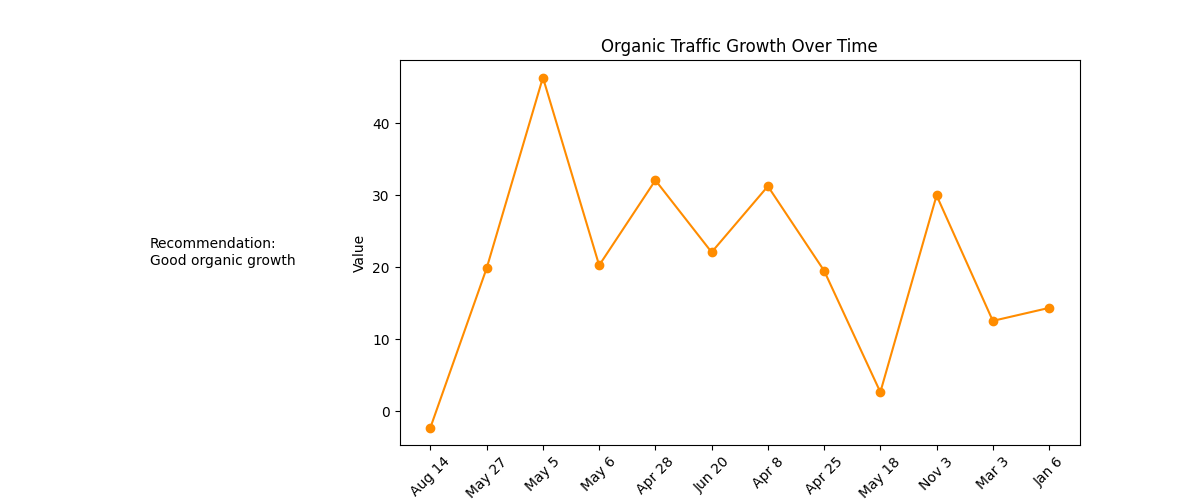 Organic Traffic Growth Over Time
Recommendation:
Good organic growth
Value
40
30
20
10
0
Aug 14
May 27
May 5
May 6
Apr 28
Jun 20
Apr 8
Apr 25
May 18
Nov 3
Mar 3
Jan 6